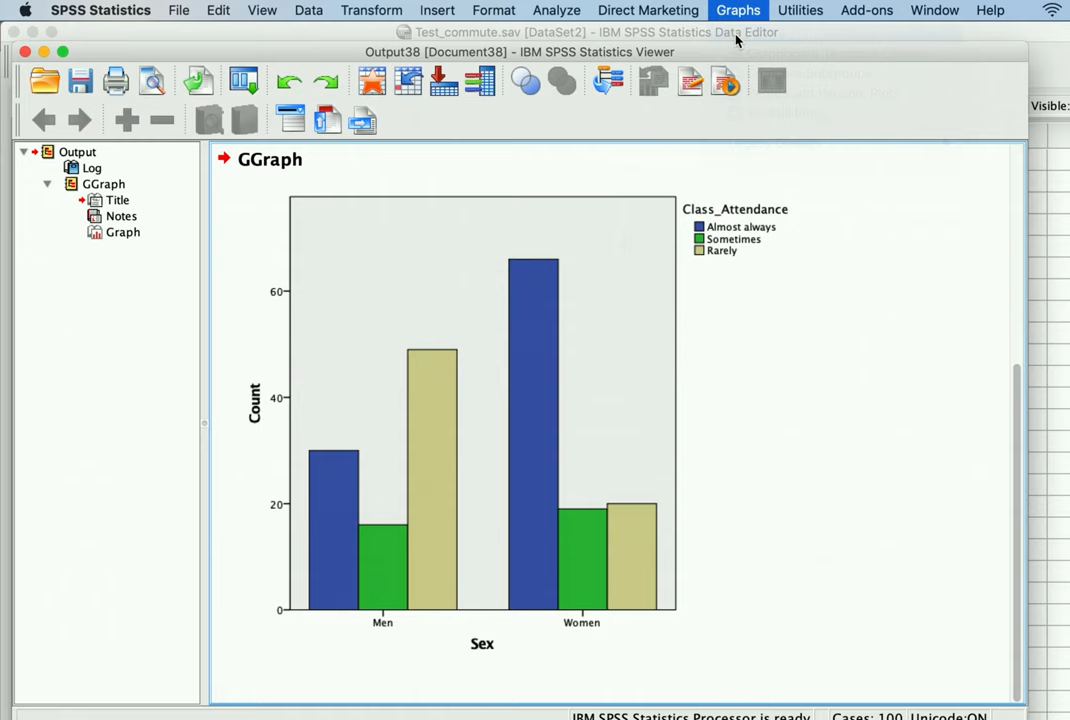 SPSS Statistics File Edit View Data Transform Insert Format Analyze Direct Marketing Graphs Utilities Add-ons Window Help
Test_commute.sav [DataSet2] - IBM SPSS Statistics Data Editor
Output38 [Document38] - IBM SPSS Statistics Viewer
Visible:
Output
Log
GGraph
Title
Notes
Graph
GGraph
Class_Attendance
Almost always
Sometimes
Rarely
Count
60
40
20
0
Men
Women
Sex
IBM SPSS Statistics Processor is ready
Cases: 100
Unicode:ON